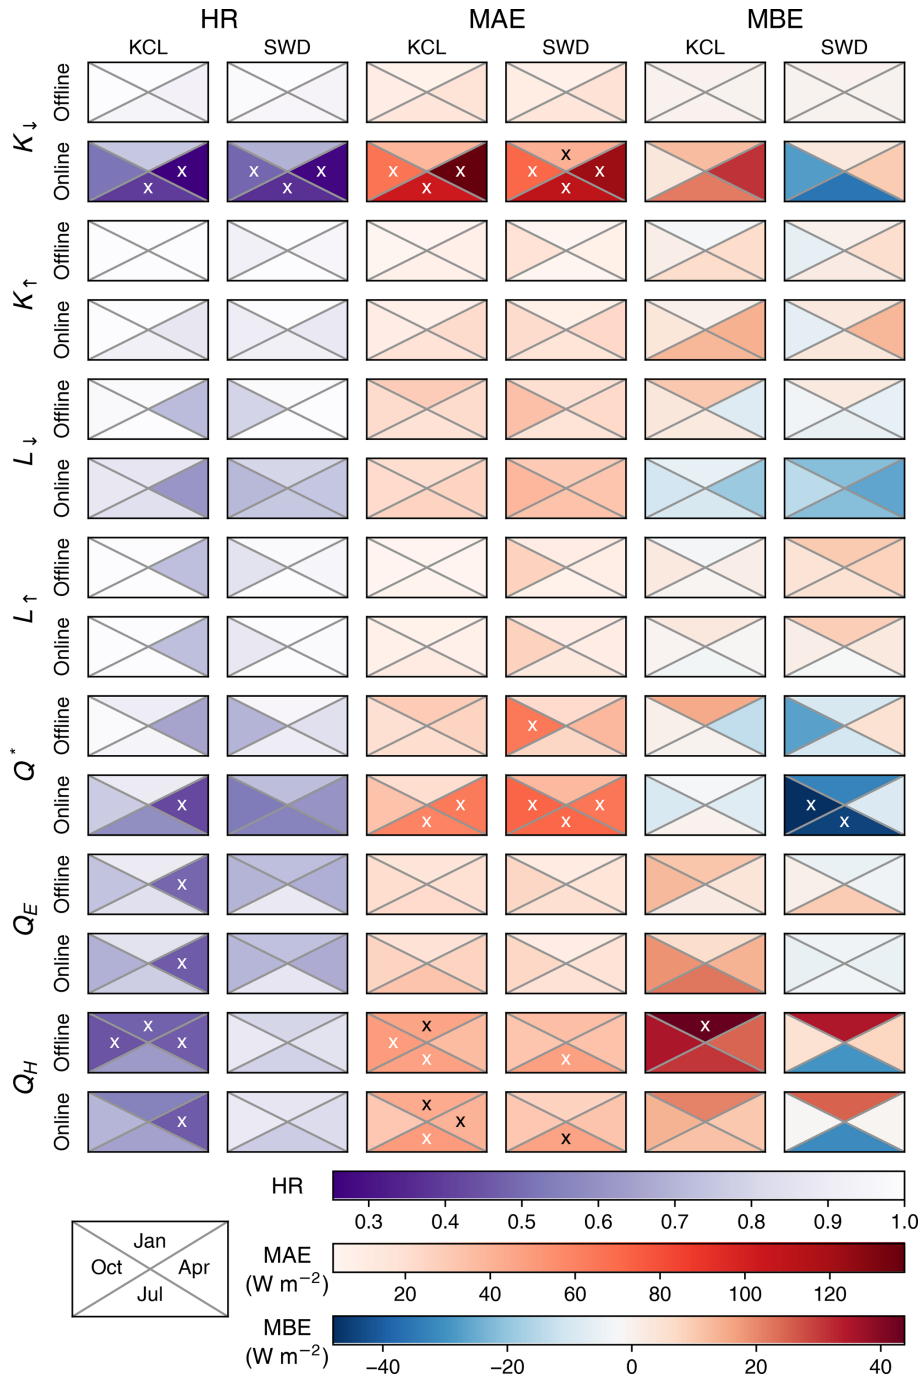 HR MAE MBE
KCL SWD KCL SWD KCL SWD
K↓
Offline
Online x x x x x x x x x x x
K↑
Offline
Online
L↓
Offline
Online
L↑
Offline
Online
Q*
Offline x
Online x x x x x x x x
Q_E
Offline x
Online x
Q_H
Offline x x x x x x x x
Online x x x x x
HR
0.3 0.4 0.5 0.6 0.7 0.8 0.9 1.0
MAE
(W m⁻²)
20 40 60 80 100 120
MBE
(W m⁻²)
−40 −20 0 20 40
Jan
Oct Apr
Jul